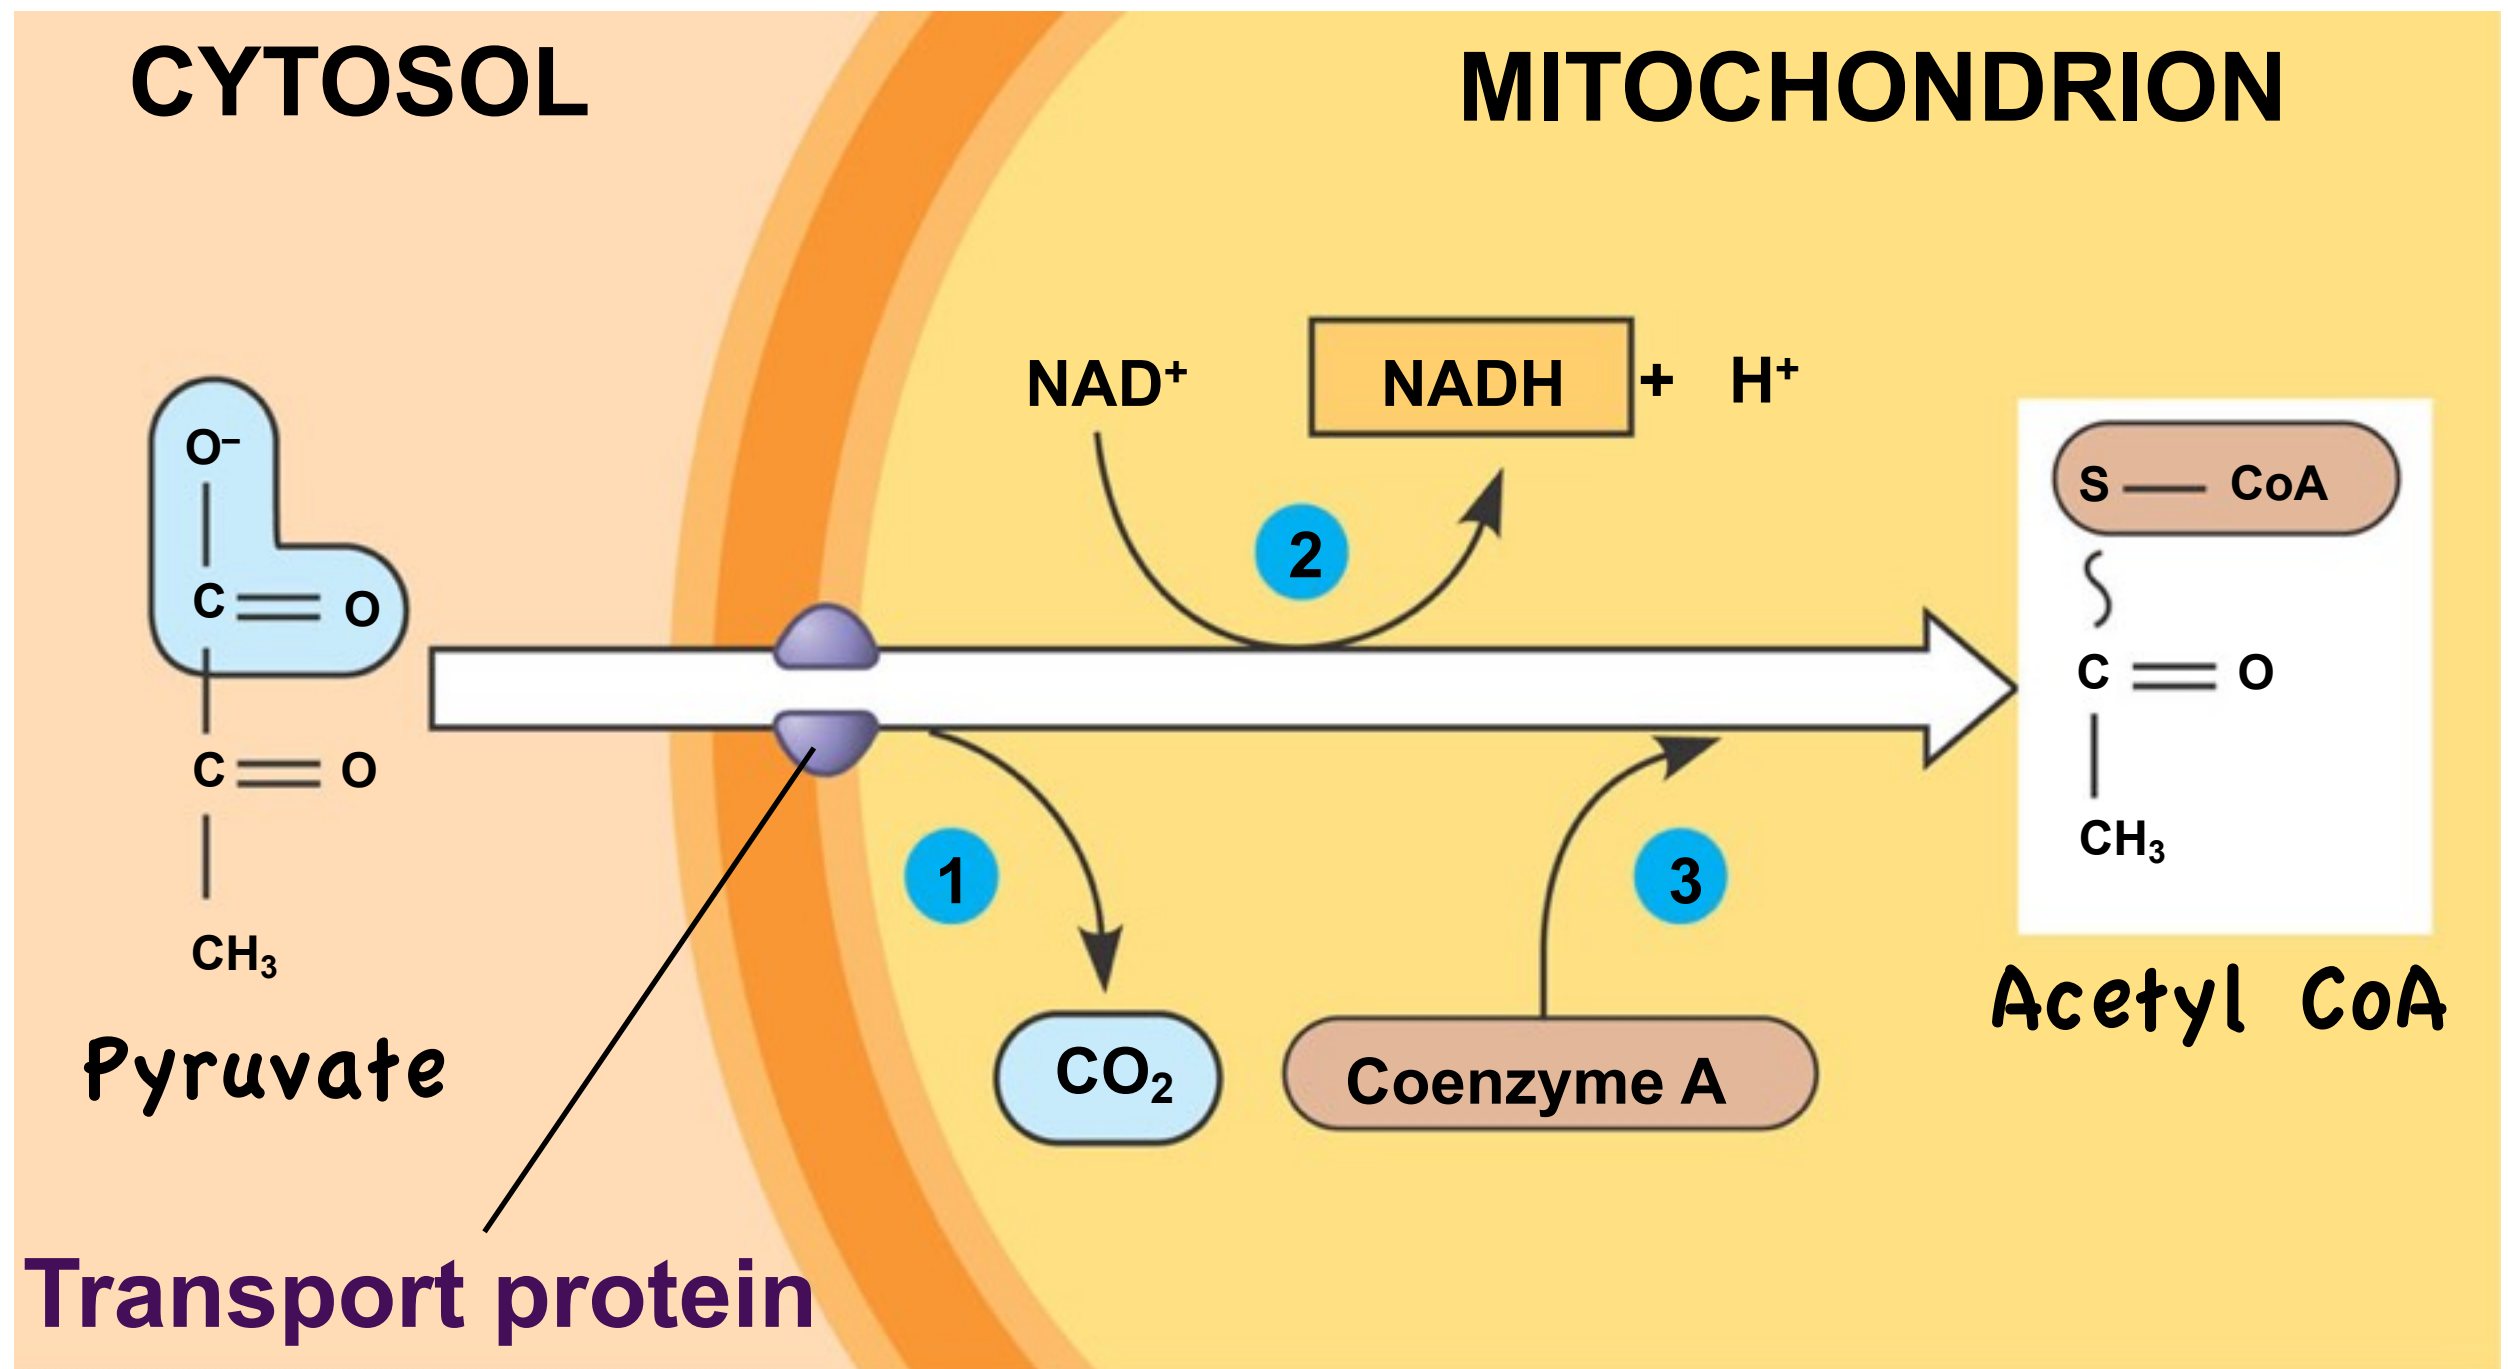 CYTOSOL
MITOCHONDRION
NAD⁺
NADH + H⁺
O⁻
C O
C O
CH₃
Pyruvate
2
1
3
CO₂
Coenzyme A
S CoA
C O
CH₃
Acetyl CoA
Transport protein